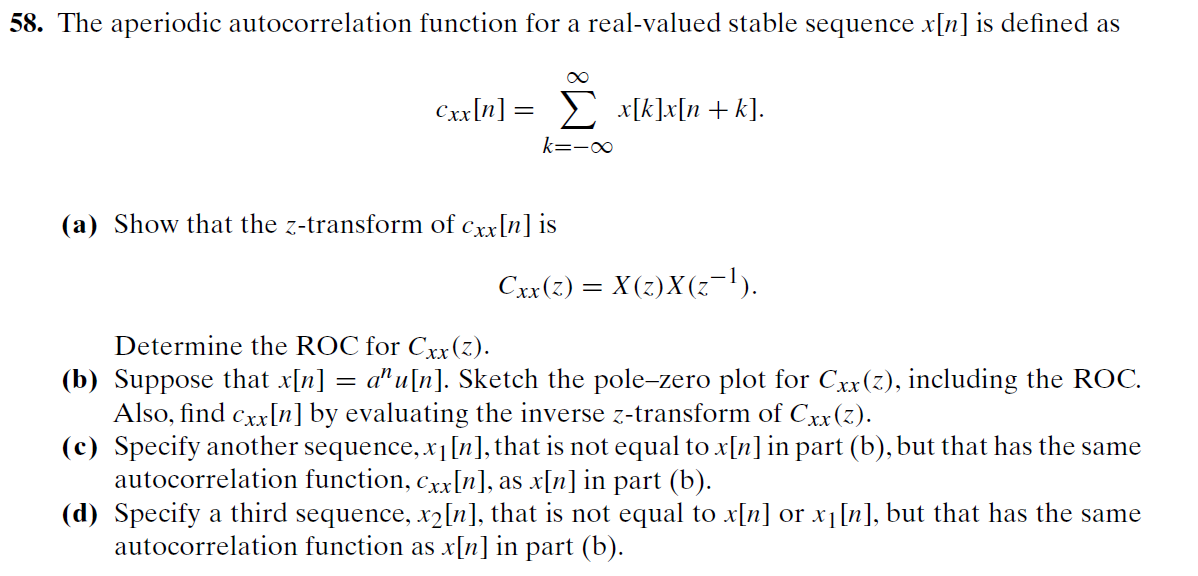 58. The aperiodic autocorrelation function for a real-valued stable sequence x[n] is defined as
c_{xx}[n] = \sum_{k=-∞}^{∞} x[k]x[n + k].
(a) Show that the z-transform of c_{xx}[n] is
C_{xx}(z) = X(z)X(z^{-1}).
Determine the ROC for C_{xx}(z).
(b) Suppose that x[n] = a^n u[n]. Sketch the pole–zero plot for C_{xx}(z), including the ROC.
Also, find c_{xx}[n] by evaluating the inverse z-transform of C_{xx}(z).
(c) Specify another sequence, x_1[n], that is not equal to x[n] in part (b), but that has the same
autocorrelation function, c_{xx}[n], as x[n] in part (b).
(d) Specify a third sequence, x_2[n], that is not equal to x[n] or x_1[n], but that has the same
autocorrelation function as x[n] in part (b).